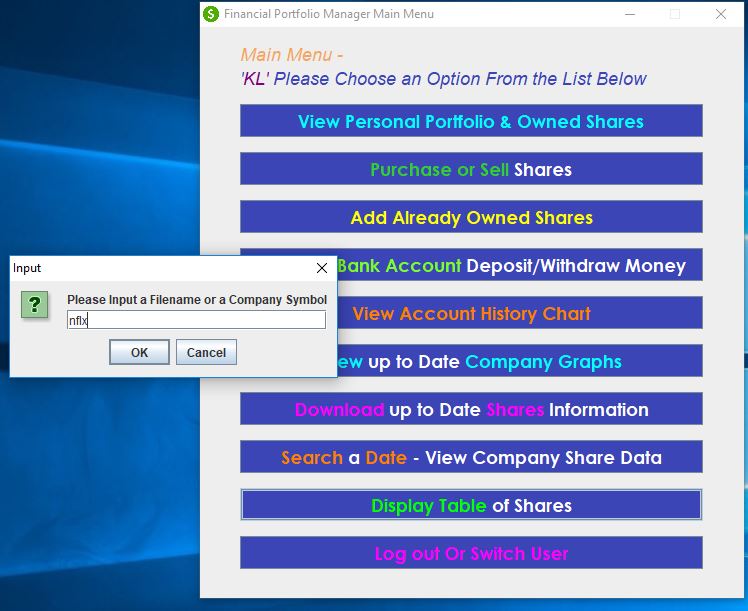 Financial Portfolio Manager Main Menu
Main Menu -
'KL' Please Choose an Option From the List Below
View Personal Portfolio & Owned Shares
Purchase or Sell Shares
Add Already Owned Shares
Bank Account Deposit/Withdraw Money
Input
Please Input a Filename or a Company Symbol
nflx
OK Cancel
View Account History Chart
ew up to Date Company Graphs
Download up to Date Shares Information
Search a Date - View Company Share Data
Display Table of Shares
Log out Or Switch User